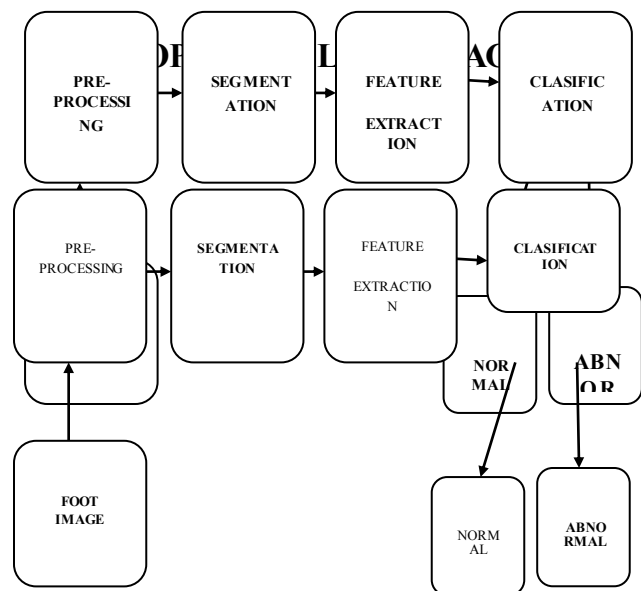 PRE-
PROCESSI
NG
SEGMENT
ATION
FEATURE
EXTRACT
ION
CLASIFIC
ATION
PRE-
PROCESSING
SEGMENTA
TION
FEATURE
EXTRACTIO
N
CLASIFICAT
ION
NOR
MAL
ABN
OR
FOOT
IMAGE
NORM
AL
ABNO
RMAL